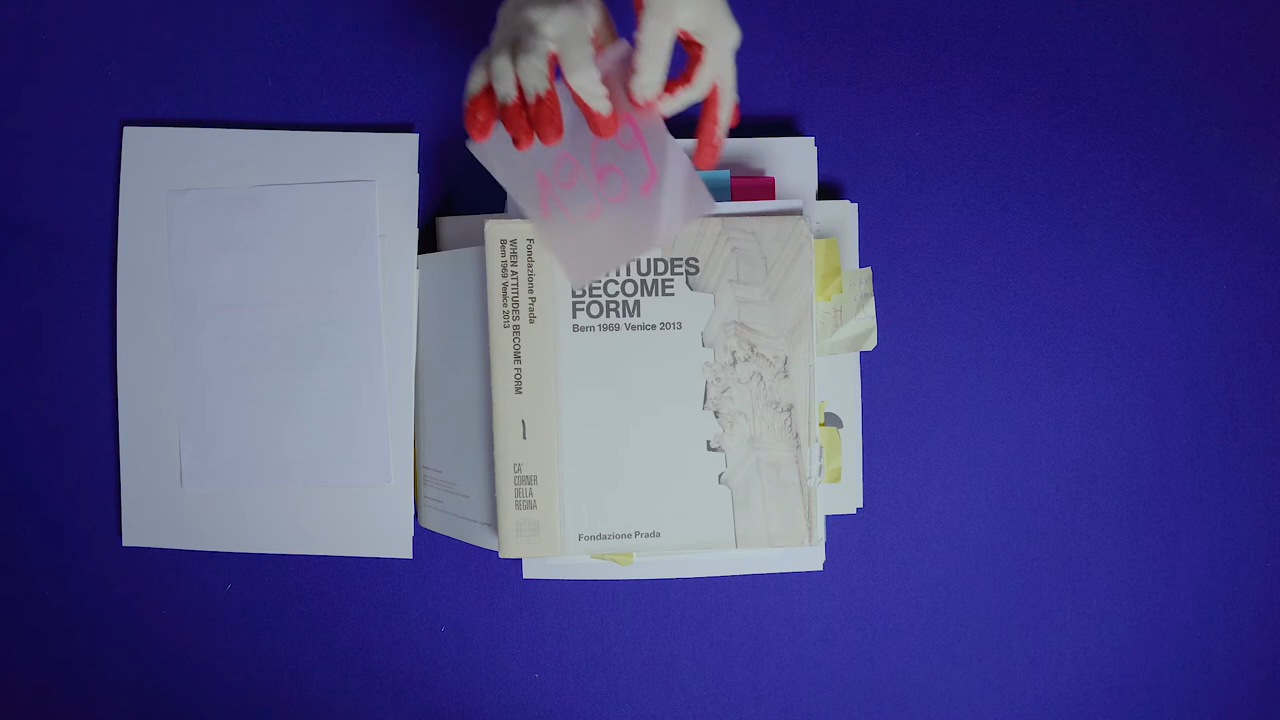 1969
Fondazione Prada
WHEN ATTITUDES BECOME FORM
Bern 1969/Venice 2013
CA'
CORNER
DELLA
REGINA
ATTITUDES
BECOME
FORM
Bern 1969/Venice 2013
Fondazione Prada